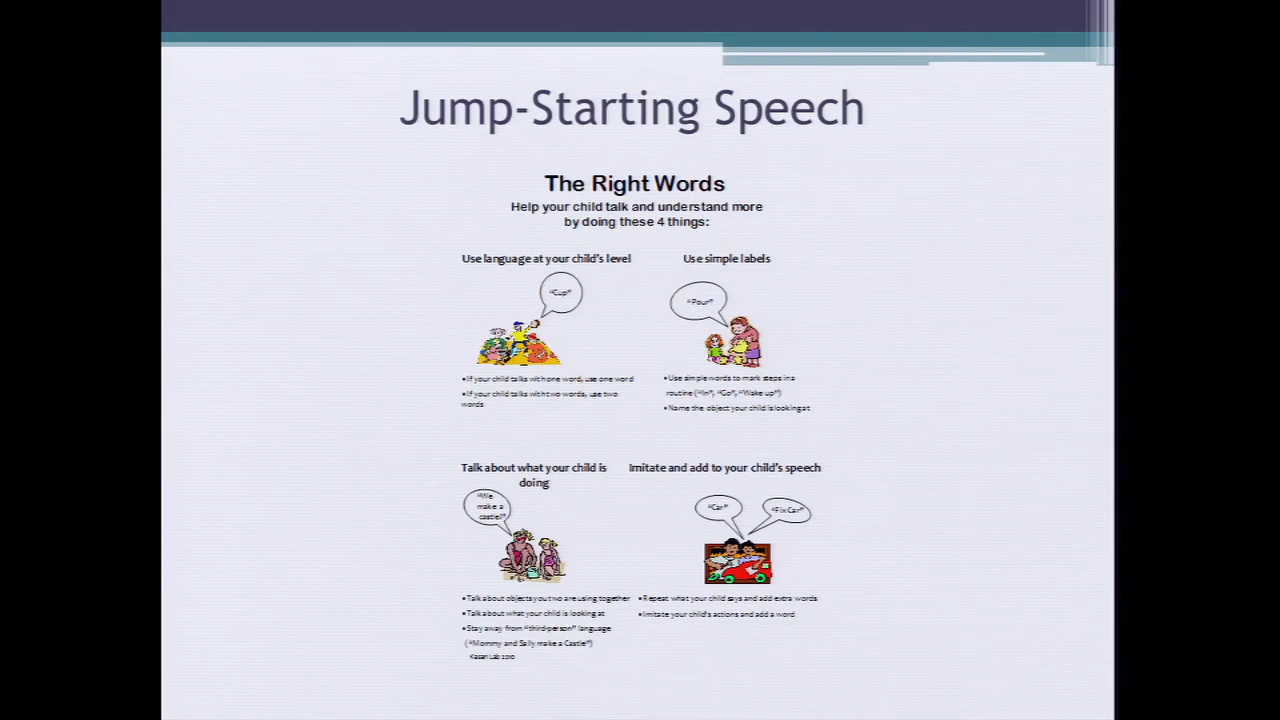 Jump-Starting Speech
The Right Words
Help your child talk and understand more
by doing these 4 things:
Use language at your child's level
"Cup"
•If your child talks with one word, use one word
•If your child talks with two words, use two
words
Use simple labels
"Pour"
•Use simple words to mark steps in a
routine ("In", "Go", "Wake up")
•Name the object your child is looking at
Talk about what your child is
doing
"We
make a
castle!"
•Talk about objects you two are using together
•Talk about what your child is looking at
•Stay away from "third-person" language
( "Mommy and Sally make a Castle")
Kasari Lab 2010
Imitate and add to your child's speech
"Car"
"Fix Car"
•Repeat what your child says and add extra words
•Imitate your child's actions and add a word